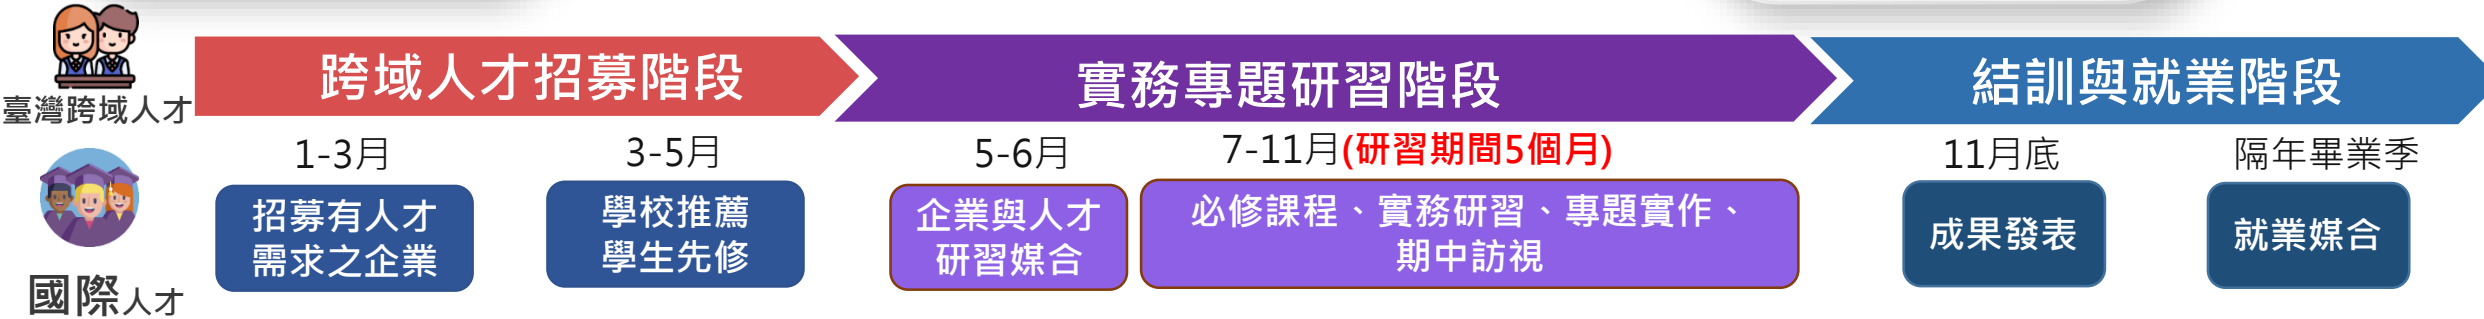 臺灣跨域人才
國際人才
跨域人才招募階段
1-3月
招募有人才
需求之企業
3-5月
學校推薦
學生先修
實務專題研習階段
5-6月
企業與人才
研習媒合
7-11月(研習期間5個月)
必修課程、實務研習、專題實作、
期中訪視
結訓與就業階段
11月底
成果發表
隔年畢業季
就業媒合